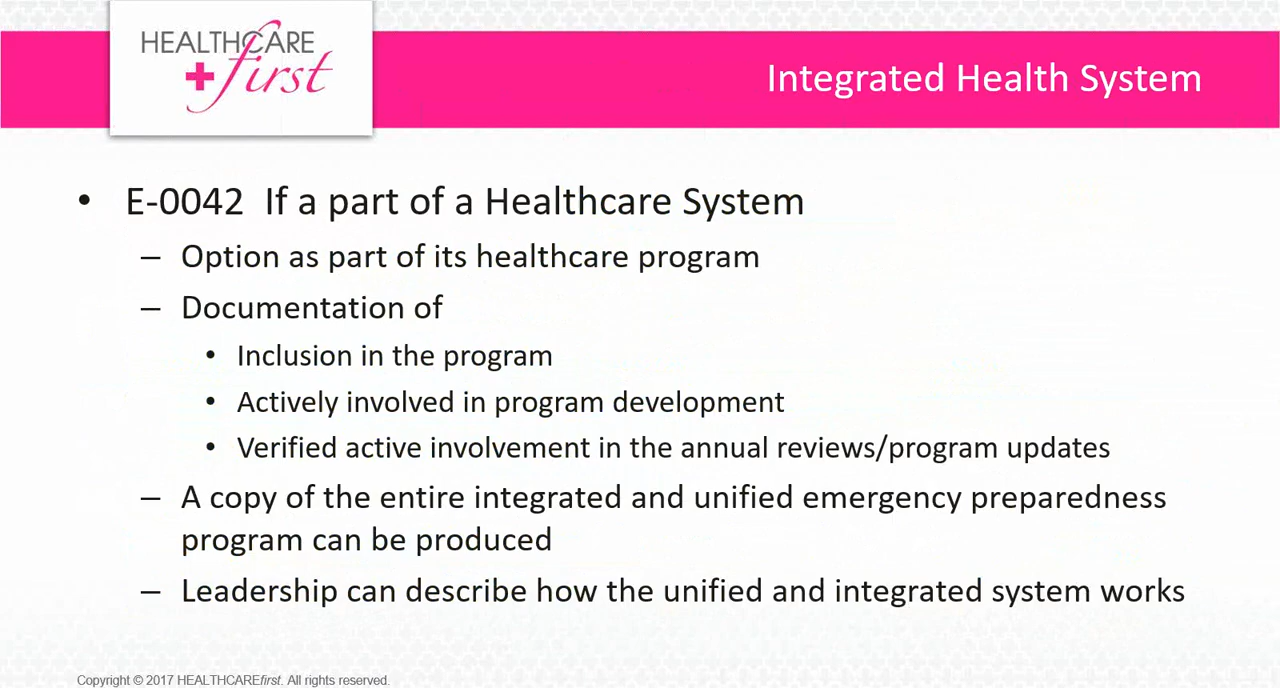 HEALTHCARE
first
Integrated Health System
• E-0042 If a part of a Healthcare System
– Option as part of its healthcare program
– Documentation of
• Inclusion in the program
• Actively involved in program development
• Verified active involvement in the annual reviews/program updates
– A copy of the entire integrated and unified emergency preparedness
program can be produced
– Leadership can describe how the unified and integrated system works
Copyright © 2017 HEALTHCAREfirst. All rights reserved.